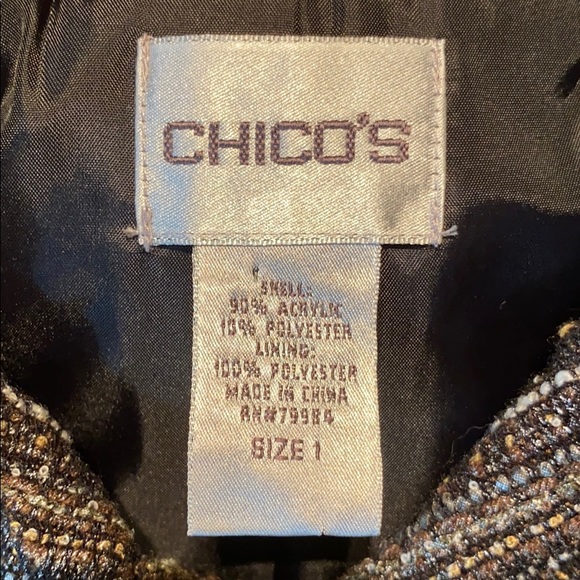 CHICO'S
SHELL:
90% ACRYLIC
10% POLYESTER
LINING:
100% POLYESTER
MADE IN CHINA
RN#79984
SIZE 1